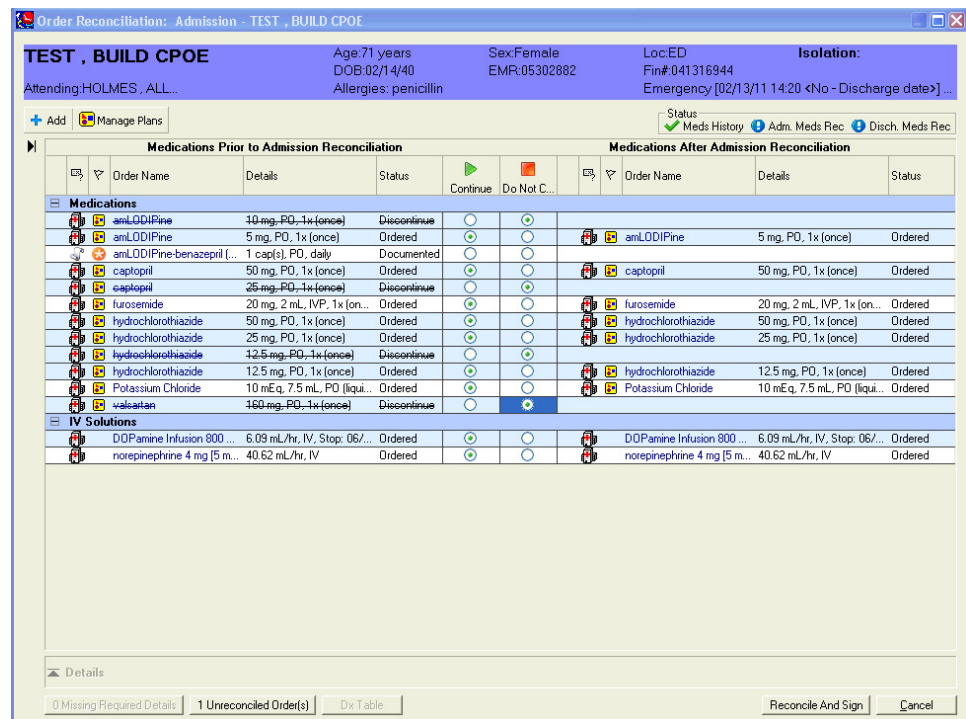 Order Reconciliation: Admission - TEST , BUILD CPOE
TEST , BUILD CPOE Age:71 years Sex:Female Loc:ED Isolation:
DOB:02/14/40 EMR:05302882 Fin#:041316944
Attending:HOLMES , ALL... Allergies: penicillin Emergency [02/13/11 14:20 <No - Discharge date>] ...
Add Manage Plans Status Meds History Adm. Meds Rec Disch. Meds Rec
Medications Prior to Admission Reconciliation Medications After Admission Reconciliation
Order Name Details Status Continue Do Not C... Order Name Details Status
Medications
amLODIPine 10 mg, PO, 1x (once) Discontinue
amLODIPine 5 mg, PO, 1x (once) Ordered amLODIPine 5 mg, PO, 1x (once) Ordered
amLODIPine-benazepril (... 1 cap(s), PO, daily Documented
captopril 50 mg, PO, 1x (once) Ordered captopril 50 mg, PO, 1x (once) Ordered
captopril 25 mg, PO, 1x (once) Discontinue
furosemide 20 mg, 2 mL, IVP, 1x (on... Ordered furosemide 20 mg, 2 mL, IVP, 1x (on... Ordered
hydrochlorothiazide 50 mg, PO, 1x (once) Ordered hydrochlorothiazide 50 mg, PO, 1x (once) Ordered
hydrochlorothiazide 25 mg, PO, 1x (once) Ordered hydrochlorothiazide 25 mg, PO, 1x (once) Ordered
hydrochlorothiazide 12.5 mg, PO, 1x (once) Discontinue
hydrochlorothiazide 12.5 mg, PO, 1x (once) Ordered hydrochlorothiazide 12.5 mg, PO, 1x (once) Ordered
Potassium Chloride 10 mEq, 7.5 mL, PO (liqui... Ordered Potassium Chloride 10 mEq, 7.5 mL, PO (liqui... Ordered
valsartan 160 mg, PO, 1x (once) Discontinue
IV Solutions
DOPamine Infusion 800 ... 6.09 mL/hr, IV, Stop: 06/... Ordered DOPamine Infusion 800 ... 6.09 mL/hr, IV, Stop: 06/... Ordered
norepinephrine 4 mg [5 m... 40.62 mL/hr, IV Ordered norepinephrine 4 mg [5 m... 40.62 mL/hr, IV Ordered
Details
0 Missing Required Details 1 Unreconciled Order(s) Dx Table Reconcile And Sign Cancel